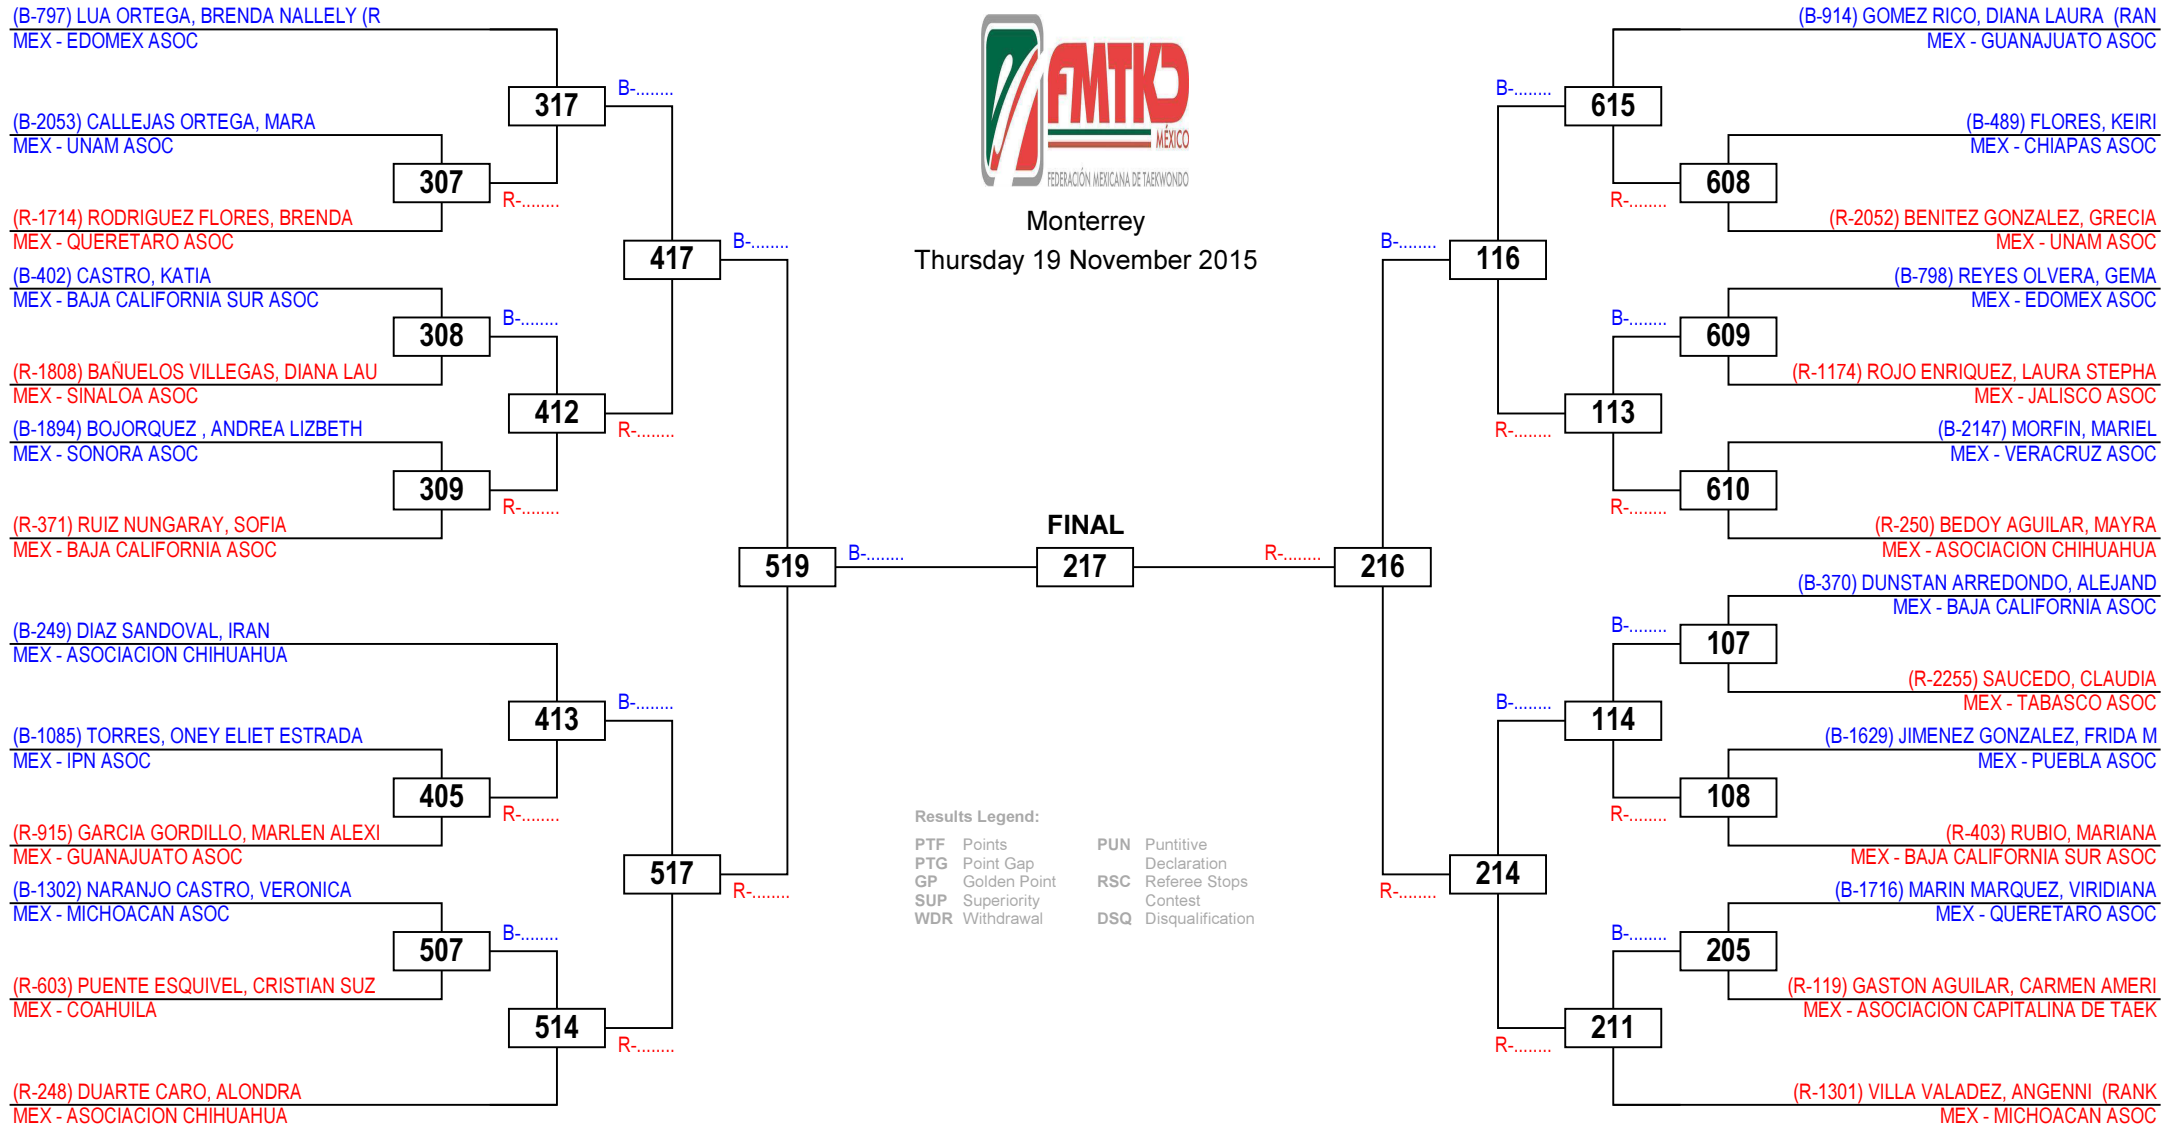 (B-797) LUA ORTEGA, BRENDA NALLELY (R
MEX - EDOMEX ASOC
317
B-........
(B-2053) CALLEJAS ORTEGA, MARA
MEX - UNAM ASOC
307
R-........
(R-1714) RODRIGUEZ FLORES, BRENDA
MEX - QUERETARO ASOC
417
B-........
(B-402) CASTRO, KATIA
MEX - BAJA CALIFORNIA SUR ASOC
308
B-........
(R-1808) BAÑUELOS VILLEGAS, DIANA LAU
MEX - SINALOA ASOC
412
R-........
(B-1894) BOJORQUEZ , ANDREA LIZBETH
MEX - SONORA ASOC
309
R-........
(R-371) RUIZ NUNGARAY, SOFIA
MEX - BAJA CALIFORNIA ASOC
519
B-........
(B-249) DIAZ SANDOVAL, IRAN
MEX - ASOCIACION CHIHUAHUA
413
B-........
(B-1085) TORRES, ONEY ELIET ESTRADA
MEX - IPN ASOC
405
R-........
(R-915) GARCIA GORDILLO, MARLEN ALEXI
MEX - GUANAJUATO ASOC
517
R-........
(B-1302) NARANJO CASTRO, VERONICA
MEX - MICHOACAN ASOC
507
B-........
(R-603) PUENTE ESQUIVEL, CRISTIAN SUZ
MEX - COAHUILA
514
R-........
(R-248) DUARTE CARO, ALONDRA
MEX - ASOCIACION CHIHUAHUA
FMTKD
MÉXICO
FEDERACIÓN MEXICANA DE TAEKWONDO
Monterrey
Thursday 19 November 2015
FINAL
217
Results Legend:
PTF Points
PTG Point Gap
GP Golden Point
SUP Superiority
WDR Withdrawal
PUN Puntitive
Declaration
RSC Referee Stops
Contest
DSQ Disqualification
(B-914) GOMEZ RICO, DIANA LAURA (RAN
MEX - GUANAJUATO ASOC
B-........
615
(B-489) FLORES, KEIRI
MEX - CHIAPAS ASOC
608
R-........
(R-2052) BENITEZ GONZALEZ, GRECIA
MEX - UNAM ASOC
B-........
116
(B-798) REYES OLVERA, GEMA
MEX - EDOMEX ASOC
B-........
609
(R-1174) ROJO ENRIQUEZ, LAURA STEPHA
MEX - JALISCO ASOC
113
R-........
(B-2147) MORFIN, MARIEL
MEX - VERACRUZ ASOC
610
R-........
(R-250) BEDOY AGUILAR, MAYRA
MEX - ASOCIACION CHIHUAHUA
R-........
216
(B-370) DUNSTAN ARREDONDO, ALEJAND
MEX - BAJA CALIFORNIA ASOC
B-........
107
(R-2255) SAUCEDO, CLAUDIA
MEX - TABASCO ASOC
B-........
114
(B-1629) JIMENEZ GONZALEZ, FRIDA M
MEX - PUEBLA ASOC
108
R-........
(R-403) RUBIO, MARIANA
MEX - BAJA CALIFORNIA SUR ASOC
214
R-........
(B-1716) MARIN MARQUEZ, VIRIDIANA
MEX - QUERETARO ASOC
B-........
205
(R-119) GASTON AGUILAR, CARMEN AMERI
MEX - ASOCIACION CAPITALINA DE TAEK
211
R-........
(R-1301) VILLA VALADEZ, ANGENNI (RANK
MEX - MICHOACAN ASOC